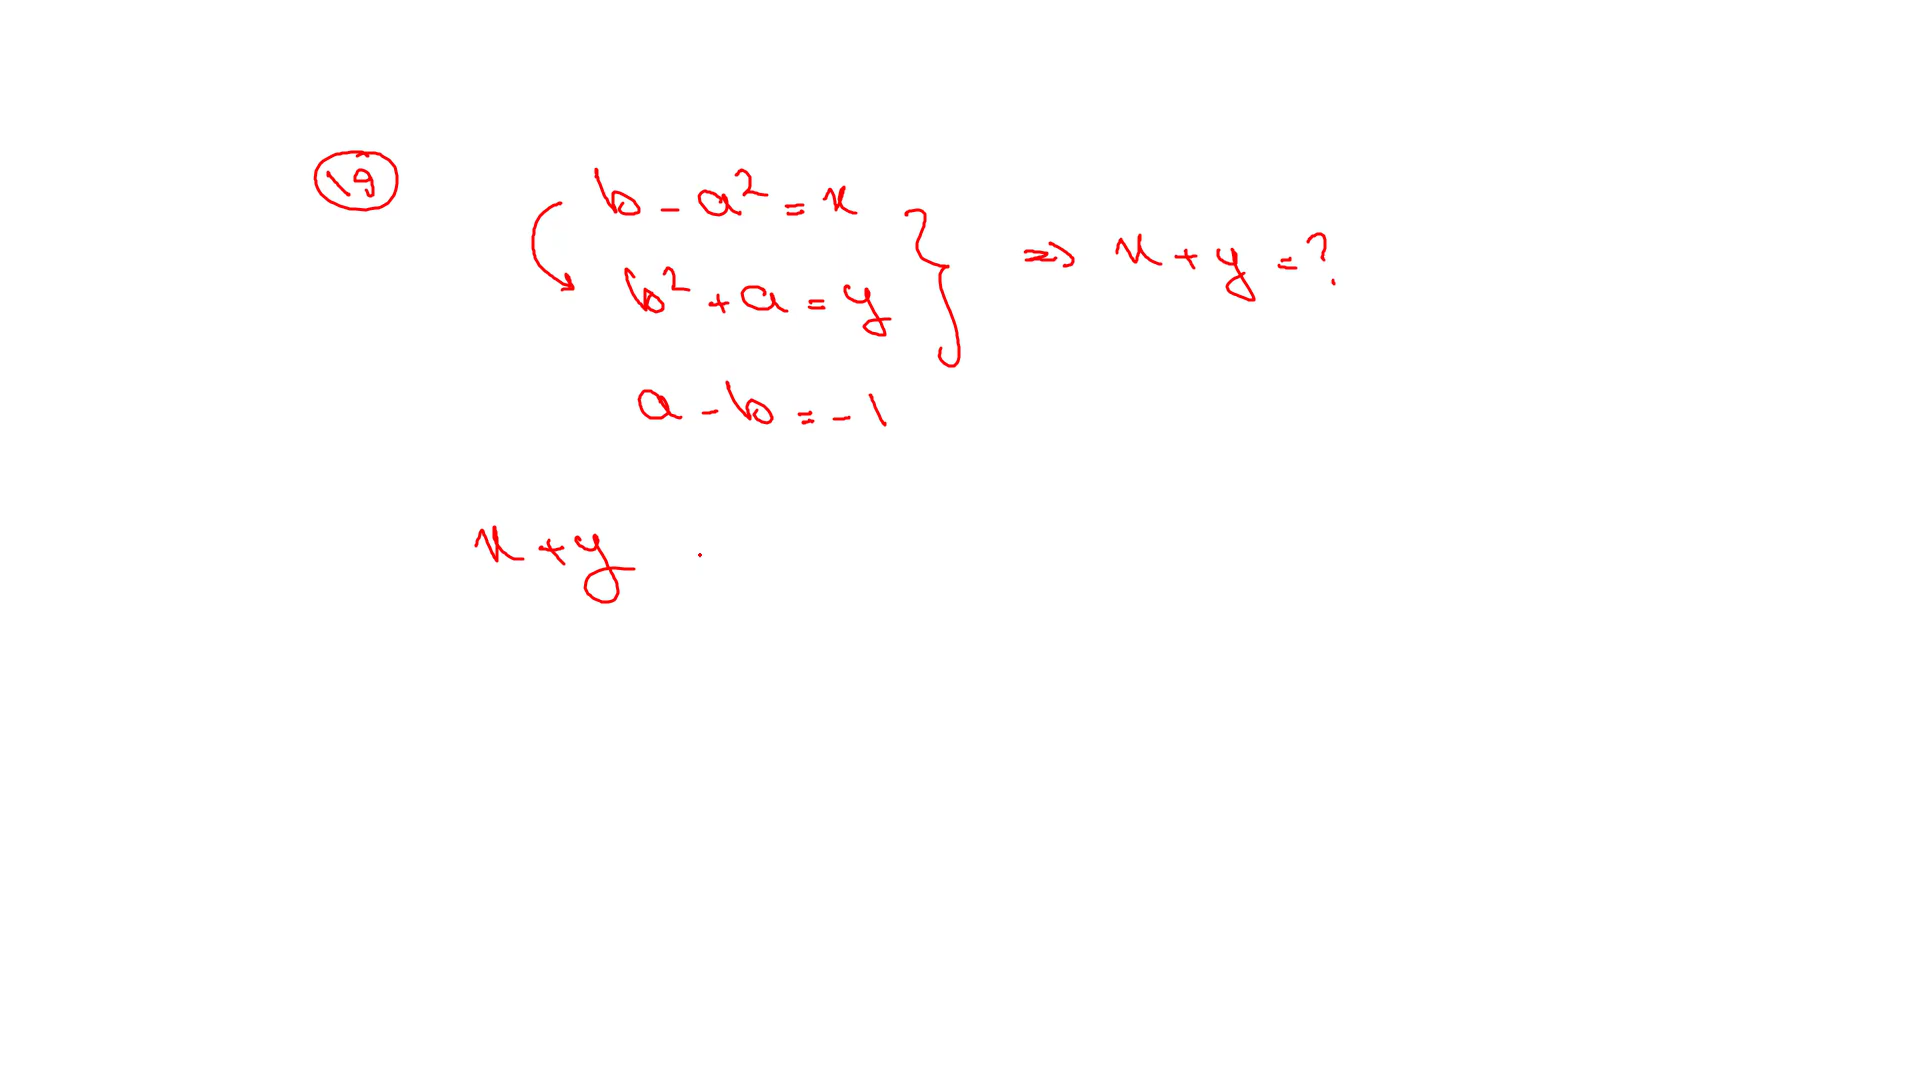 19 b - a² = x
b² + a = y ⇒ x + y = ?
a - b = -1
x + y